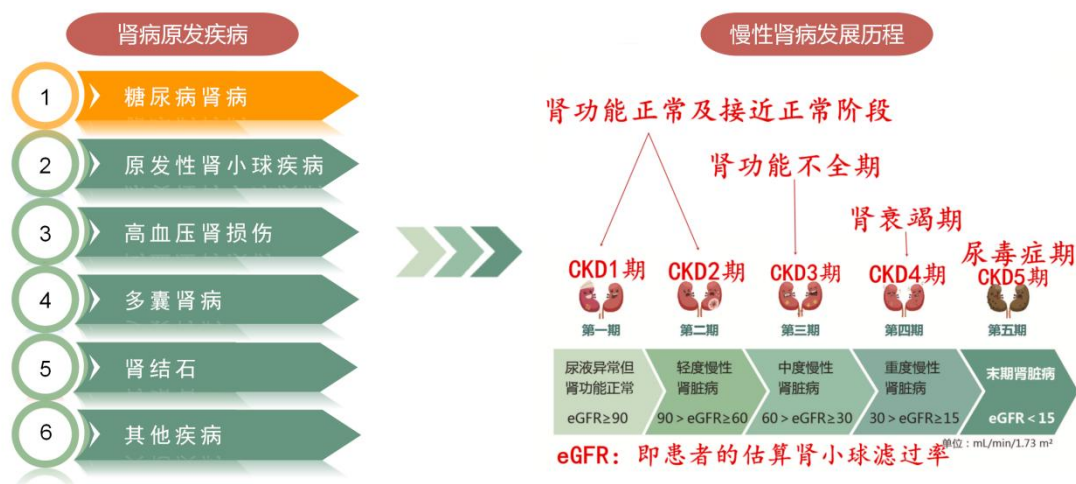 肾病原发疾病
1
糖尿病肾病
2
原发性肾小球疾病
3
高血压肾损伤
4
多囊肾病
5
肾结石
6
其他疾病
慢性肾病发展历程
肾功能正常及接近正常阶段
肾功能不全期
肾衰竭期
尿毒症期
CKD1期 CKD2期 CKD3期 CKD4期 CKD5期
第一期 第二期 第三期 第四期 第五期
尿液异常但
肾功能正常
eGFR≥90
轻度慢性
肾脏病
90＞eGFR≥60
中度慢性
肾脏病
60＞eGFR≥30
重度慢性
肾脏病
30＞eGFR≥15
末期肾脏病
eGFR＜15
单位：mL/min/1.73 m²
eGFR：即患者的估算肾小球滤过率